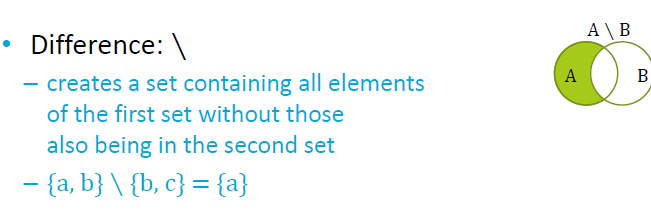 • Difference: \
– creates a set containing all elements
of the first set without those
also being in the second set
– {a, b} \ {b, c} = {a}
A \ B
A
B